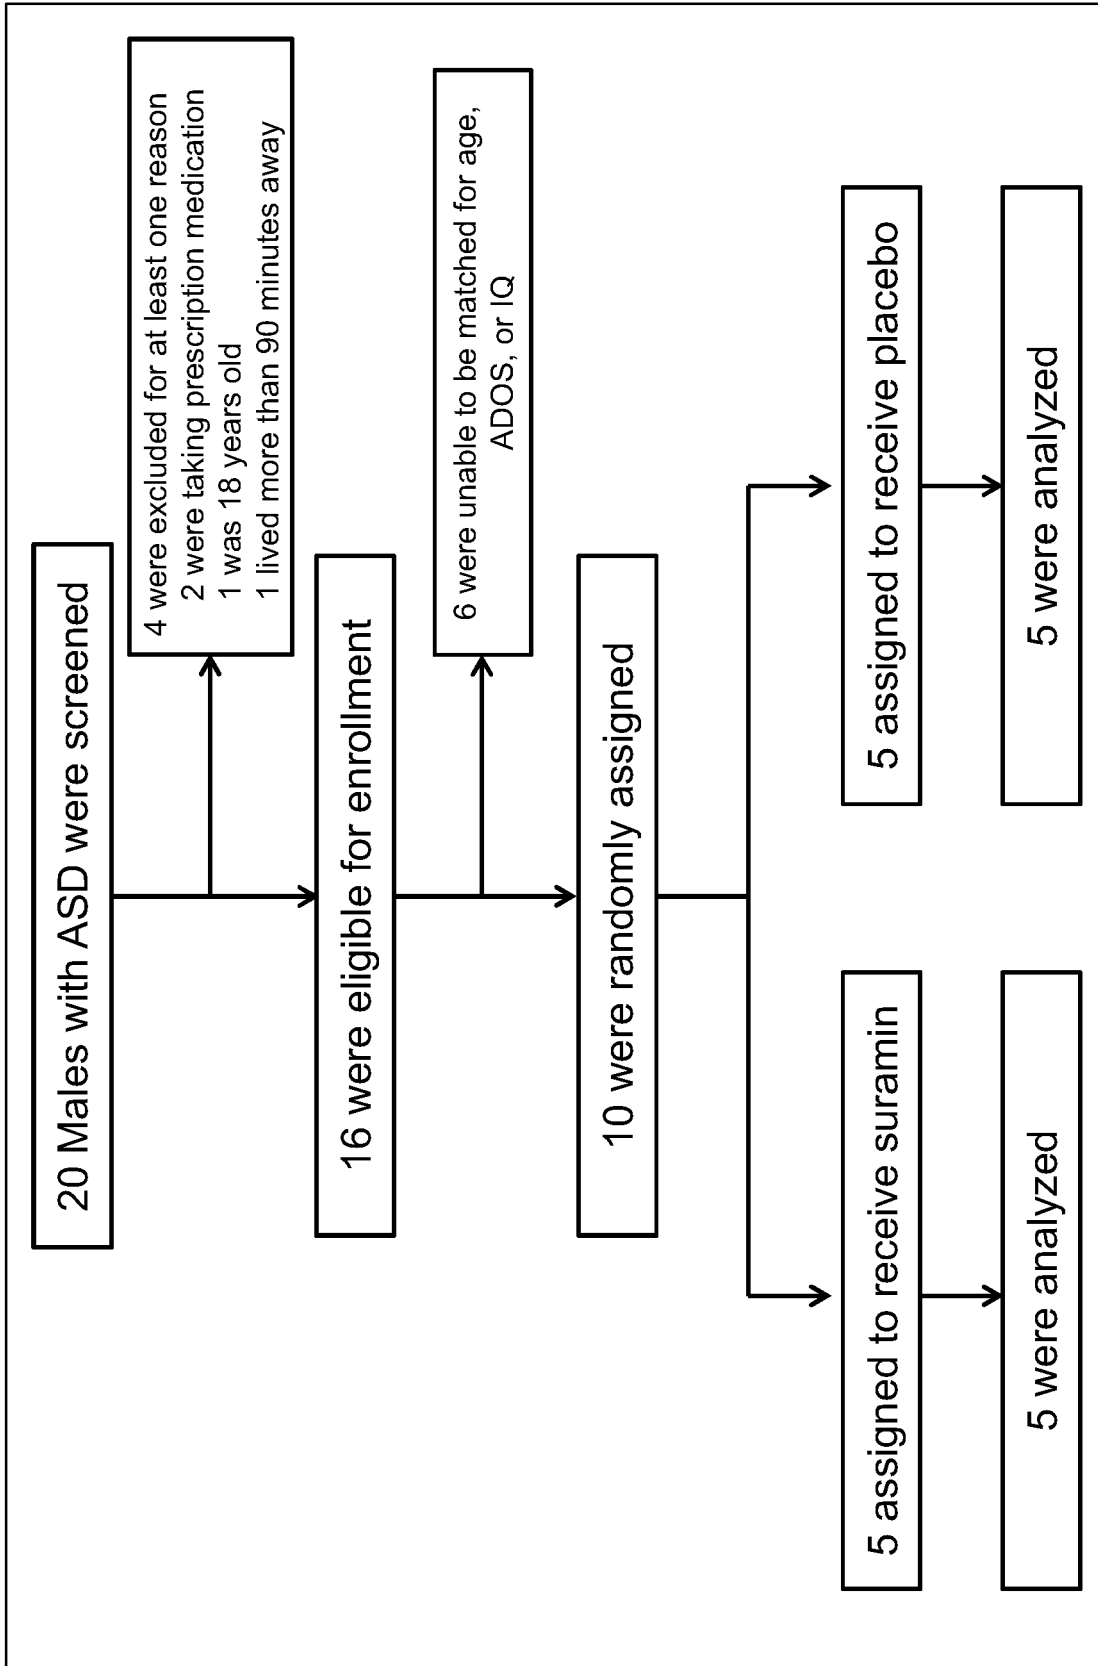 20 Males with ASD were screened
4 were excluded for at least one reason
2 were taking prescription medication
1 was 18 years old
1 lived more than 90 minutes away
16 were eligible for enrollment
6 were unable to be matched for age,
ADOS, or IQ
10 were randomly assigned
5 assigned to receive suramin
5 assigned to receive placebo
5 were analyzed
5 were analyzed